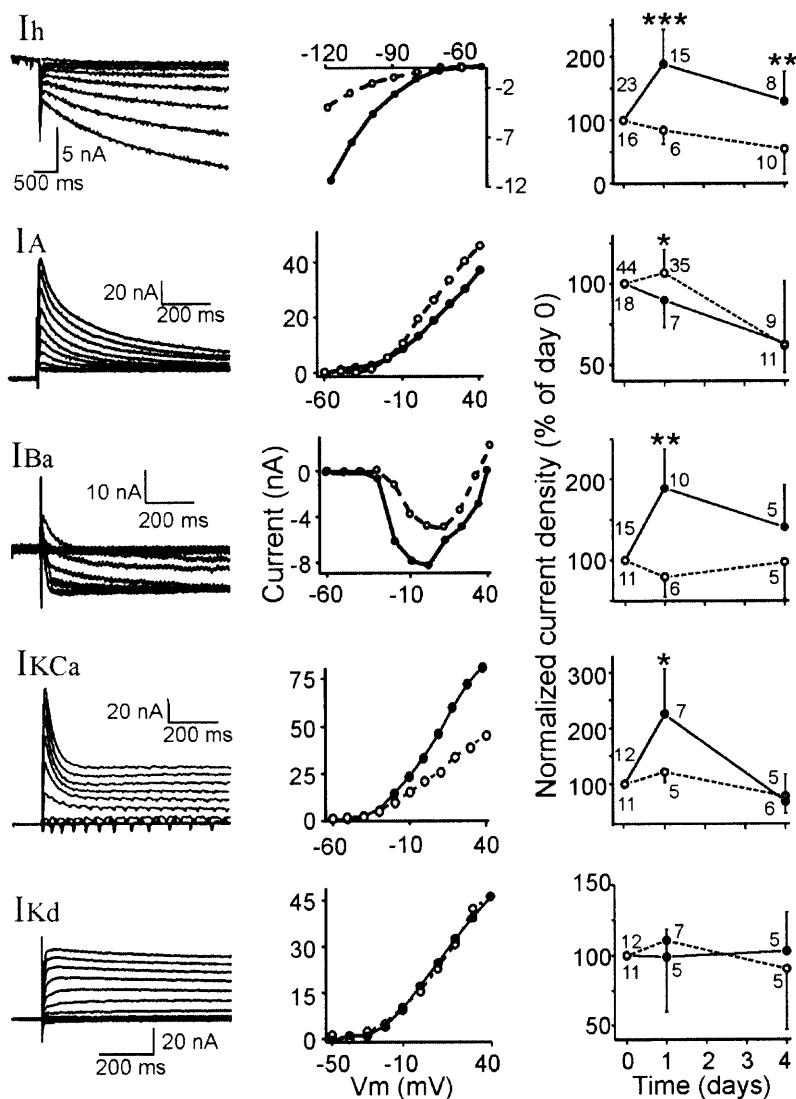 Ih
5 nA
500 ms
-120 -90 -60
-2
-7
-12
***
**
200
150
100
50
0
23
15
8
16
6
10
IA
20 nA
200 ms
40
20
0
-60 -10 40
*
100
50
44
35
18
7
9
11
IBa
10 nA
200 ms
0
-4
-8
-10 40
Current (nA)
**
200
100
15
10
5
11
6
5
Normalized current density (% of day 0)
IKCa
20 nA
200 ms
75
50
25
0
-60 -10 40
*
300
200
100
12
7
5
11
5
6
IKd
20 nA
200 ms
45
30
15
0
-50 -10 40
Vm (mV)
150
100
50
12
7
5
11
5
5
0 1 2 3 4
Time (days)